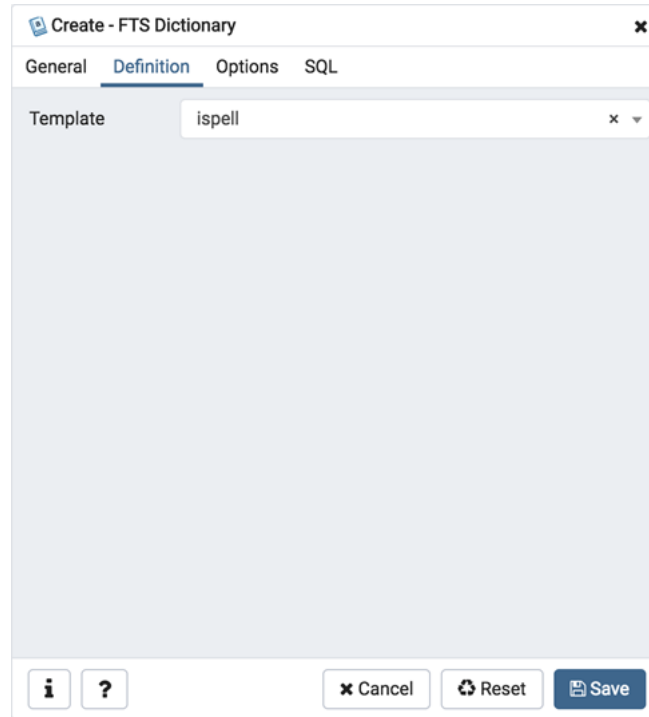 Create - FTS Dictionary
General Definition Options SQL
Template ispell
i ? Cancel Reset Save